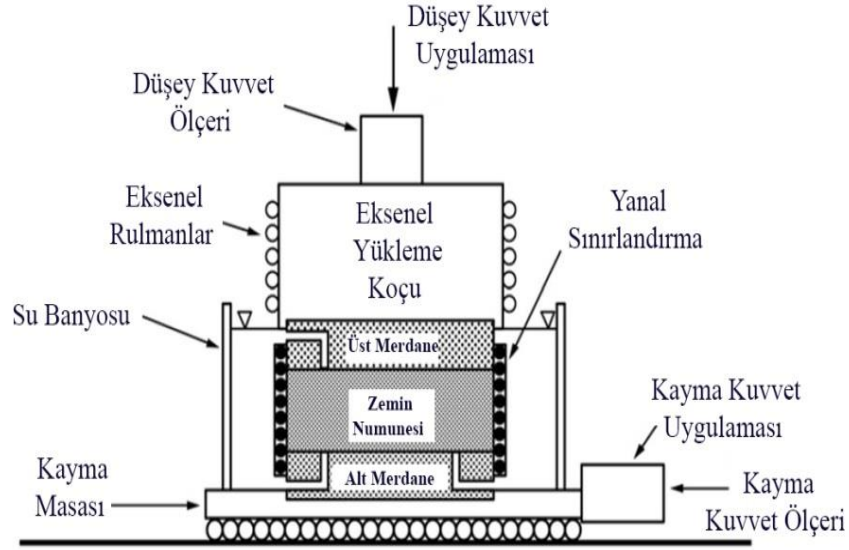 Düşey Kuvvet
Uygulaması
Düşey Kuvvet
Ölçeri
Eksenel
Rulmanlar
Eksenel
Yükleme
Koçu
Yanal
Sınırlandırma
Su Banyosu
Üst Merdane
Zemin
Numunesi
Kayma Kuvvet
Uygulaması
Kayma
Masası
Alt Merdane
Kayma
Kuvvet Ölçeri